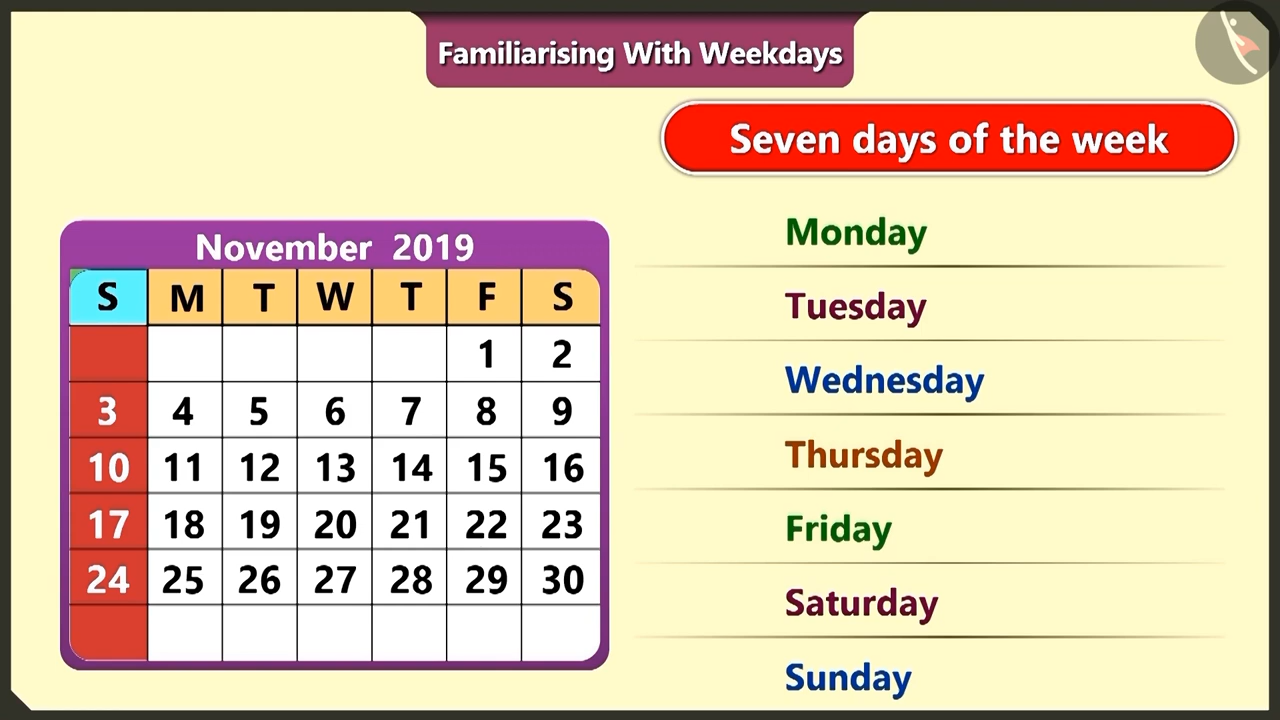 Familiarising With Weekdays
Seven days of the week
November 2019
S M T W T F S
1 2
3 4 5 6 7 8 9
10 11 12 13 14 15 16
17 18 19 20 21 22 23
24 25 26 27 28 29 30
Monday
Tuesday
Wednesday
Thursday
Friday
Saturday
Sunday